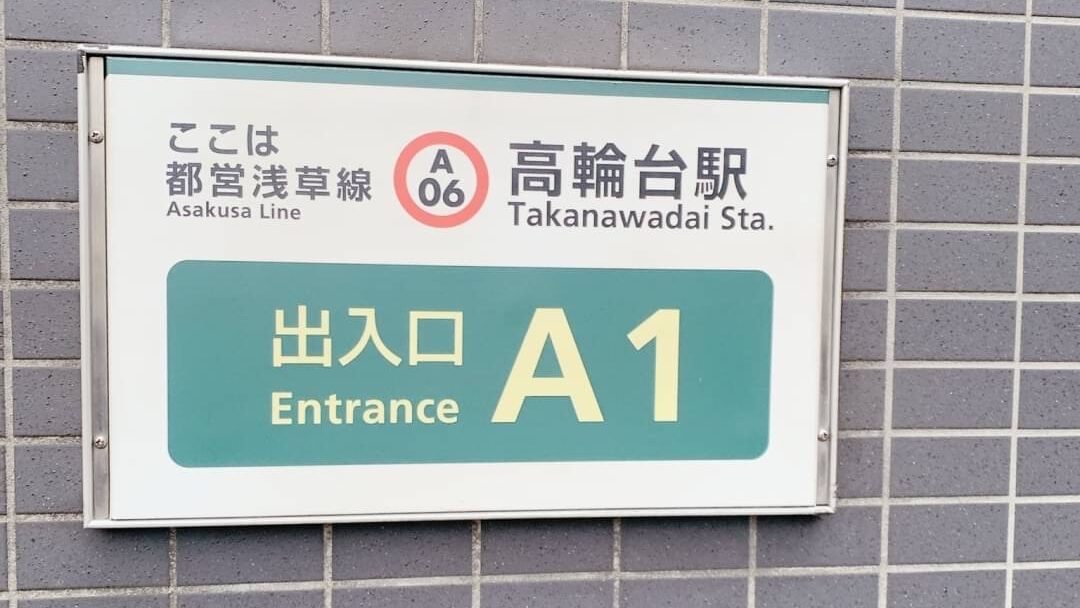 ここは
都営浅草線
Asakusa Line
A
06
高輪台駅
Takanawadai Sta.
出入口
Entrance
A1